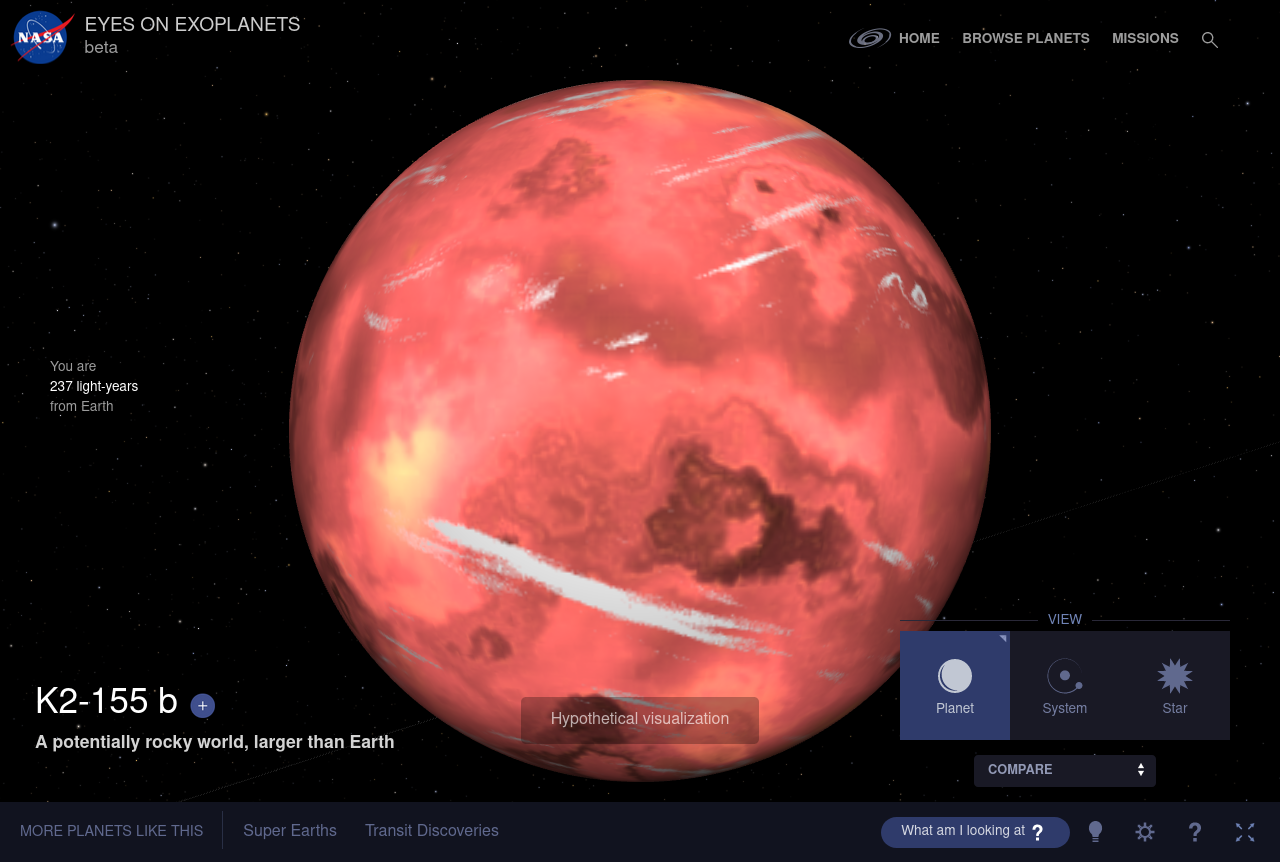 NASA
EYES ON EXOPLANETS
beta
HOME
BROWSE PLANETS
MISSIONS
You are
237 light-years
from Earth
VIEW
Planet
System
Star
K2-155 b +
A potentially rocky world, larger than Earth
Hypothetical visualization
COMPARE
MORE PLANETS LIKE THIS
Super Earths
Transit Discoveries
What am I looking at ?
?